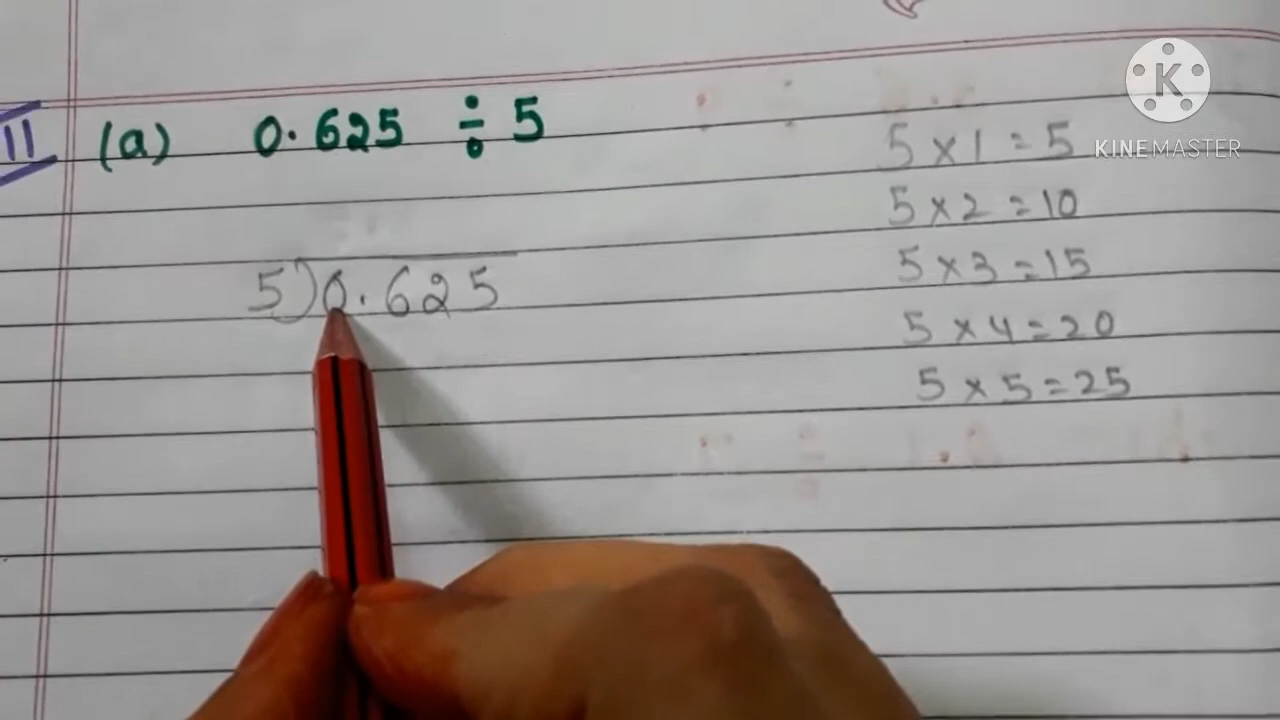 II (a) 0.625 ÷ 5
5)0.625
5 × 1 = 5
5 × 2 = 10
5 × 3 = 15
5 × 4 = 20
5 × 5 = 25
K
KINEMASTER